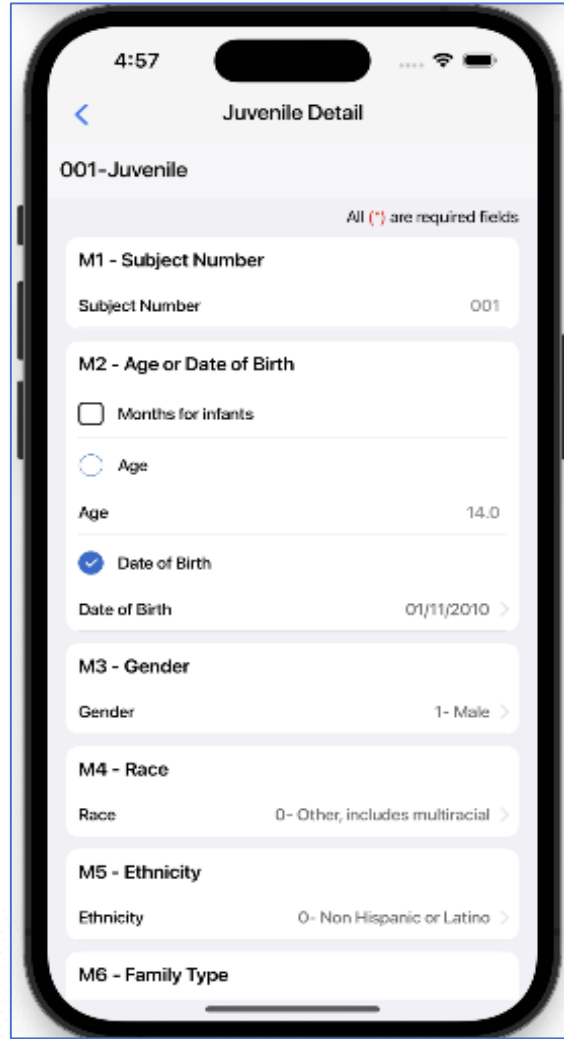 4:57
Juvenile Detail
001-Juvenile
All (*) are required fields
M1 - Subject Number
Subject Number 001
M2 - Age or Date of Birth
Months for infants
Age
Age 14.0
Date of Birth
Date of Birth 01/11/2010
M3 - Gender
Gender 1- Male
M4 - Race
Race 0- Other, includes multiracial
M5 - Ethnicity
Ethnicity 0- Non Hispanic or Latino
M6 - Family Type